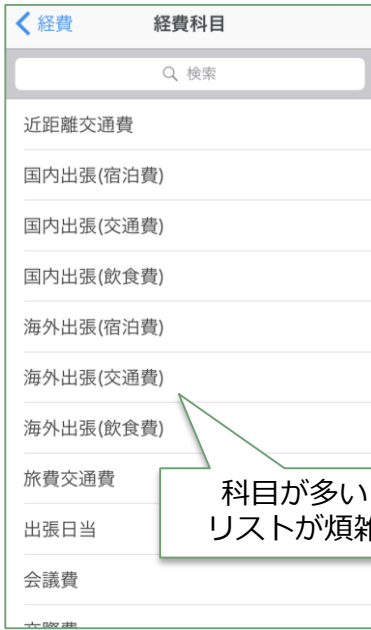 経費
経費科目
検索
近距離交通費
国内出張(宿泊費)
国内出張(交通費)
国内出張(飲食費)
海外出張(宿泊費)
海外出張(交通費)
海外出張(飲食費)
旅費交通費
出張日当
会議費
科目が多い
リストが煩雑